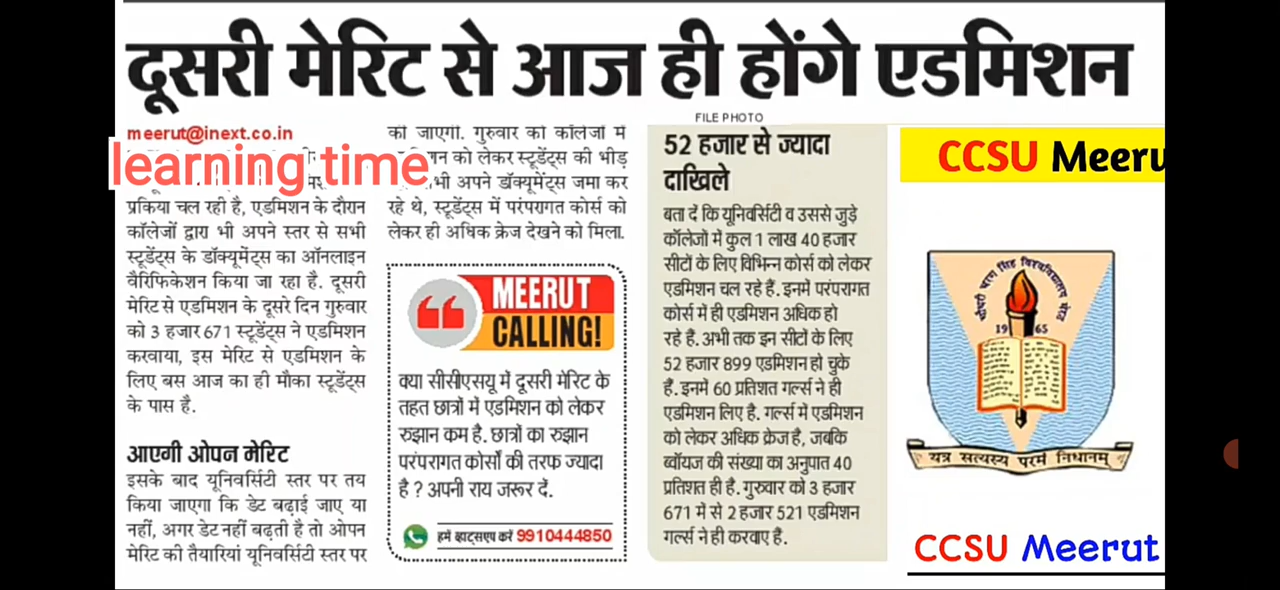 दूसरी मेरिट से आज ही होंगे एडमिशन
meerut@inext.co.in
learning time
प्रकिया चल रही है, एडमिशन के दौरान
कॉलेजों द्वारा भी अपने स्तर से सभी
स्टूडेंट्स के डॉक्यूमेंट्स का ऑनलाइन
वैरिफिकेशन किया जा रहा है. दूसरी
मेरिट से एडमिशन के दूसरे दिन गुरुवार
को 3 हजार 671 स्टूडेंट्स ने एडमिशन
करवाया, इस मेरिट से एडमिशन के
लिए बस आज का ही मौका स्टूडेंट्स
के पास है.
आएगी ओपन मेरिट
इसके बाद यूनिवर्सिटी स्तर पर तय
किया जाएगा कि डेट बढ़ाई जाए या
नहीं, अगर डेट नहीं बढ़ती है तो ओपन
मेरिट की तैयारियां यूनिवर्सिटी स्तर पर
की जाएगी. गुरुवार को कॉलेजों में
को लेकर स्टूडेंट्स की भीड़
अपने डॉक्यूमेंट्स जमा कर
रहे थे, स्टूडेंट्स में परंपरागत कोर्स को
लेकर ही अधिक क्रेज देखने को मिला.
MEERUT
CALLING!
क्या सीसीएसयू में दूसरी मेरिट के
तहत छात्रों में एडमिशन को लेकर
रुझान कम है. छात्रों का रुझान
परंपरागत कोर्सों की तरफ ज्यादा
है ? अपनी राय जरूर दें.
हमें व्हाट्सएप करें 9910444850
FILE PHOTO
52 हजार से ज्यादा
दाखिले
बता दें कि यूनिवर्सिटी व उससे जुड़े
कॉलेजों में कुल 1 लाख 40 हजार
सीटों के लिए विभिन्न कोर्स को लेकर
एडमिशन चल रहे हैं. इनमें परंपरागत
कोर्स में ही एडमिशन अधिक हो
रहे हैं. अभी तक इन सीटों के लिए
52 हजार 899 एडमिशन हो चुके
हैं. इनमें 60 प्रतिशत गर्ल्स ने ही
एडमिशन लिए है. गर्ल्स में एडमिशन
को लेकर अधिक क्रेज है, जबकि
ब्वॉयज की संख्या का अनुपात 40
प्रतिशत ही है. गुरुवार को 3 हजार
671 में से 2 हजार 521 एडमिशन
गर्ल्स ने ही करवाए हैं.
CCSU Meeru
चौधरी चरण सिंह विश्वविद्यालय मेरठ
1965
यत्र सत्यस्य परमं निधानम्
CCSU Meerut